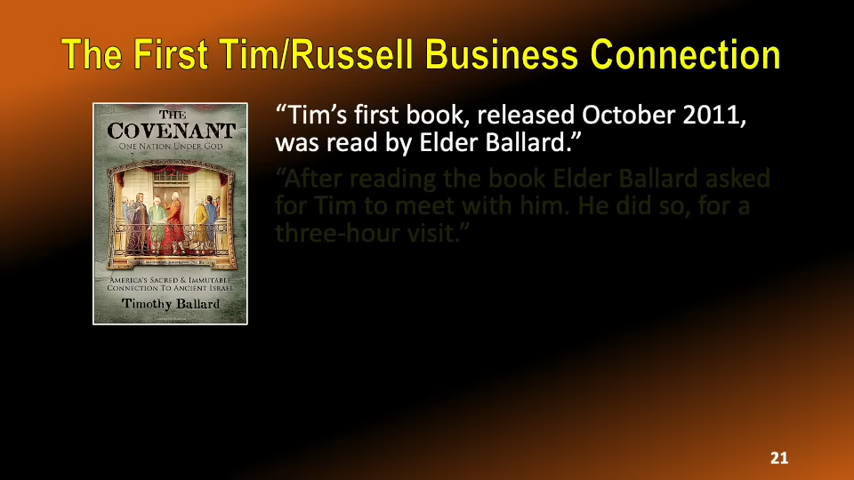 The First Tim/Russell Business Connection
THE
COVENANT
ONE NATION UNDER GOD
AMERICA'S SACRED & IMMUTABLE
CONNECTION TO ANCIENT ISRAEL
Timothy Ballard
“Tim’s first book, released October 2011,
was read by Elder Ballard.”
“After reading the book Elder Ballard asked
for Tim to meet with him. He did so, for a
three-hour visit.”
21